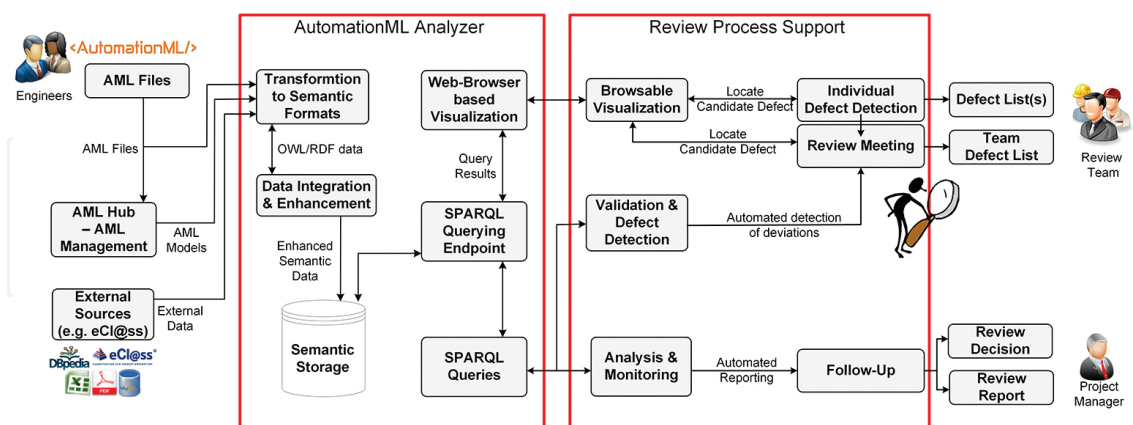 AutomationML Analyzer
Review Process Support
<AutomationML/>
Engineers
AML Files
AML Files
AML Hub
– AML
Management
AML
Models
External
Sources
(e.g. eCl@ss)
External
Data
DBpedia
eCl@ss
PDF
Transformtion
to Semantic
Formats
OWL/RDF data
Data Integration
& Enhancement
Enhanced
Semantic
Data
Semantic
Storage
Web-Browser
based
Visualization
Query
Results
SPARQL
Querying
Endpoint
SPARQL
Queries
Browsable
Visualization
Locate
Candidate Defect
Locate
Candidate Defect
Individual
Defect Detection
Review Meeting
Validation &
Defect
Detection
Automated detection
of deviations
Analysis &
Monitoring
Automated
Reporting
Follow-Up
Defect List(s)
Team
Defect List
Review
Team
Review
Decision
Review
Report
Project
Manager